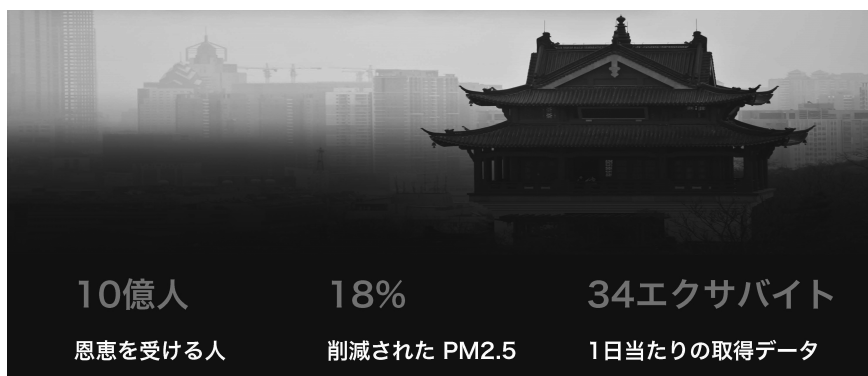 10億人
18%
34エクサバイト
恩恵を受ける人
削減された PM2.5
1日当たりの取得データ